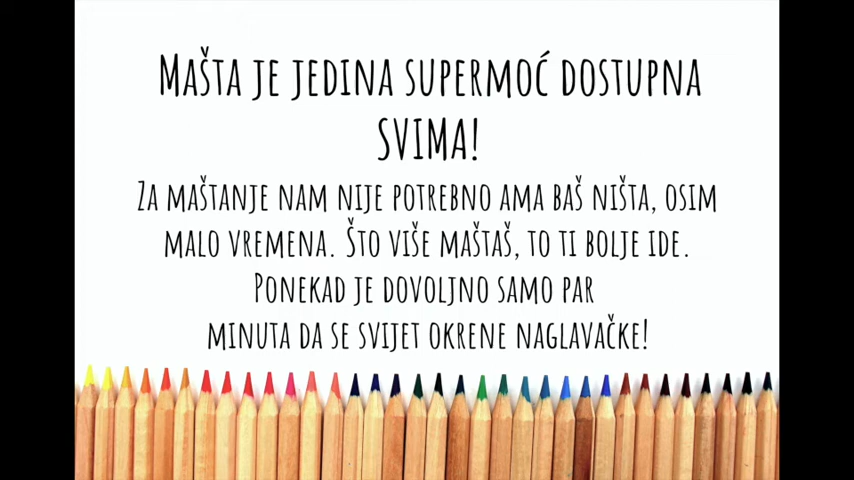 MAŠTA JE JEDINA SUPERMOĆ DOSTUPNA
SVIMA!
ZA MAŠTANJE NAM NIJE POTREBNO AMA BAŠ NIŠTA, OSIM
MALO VREMENA. ŠTO VIŠE MAŠTAŠ, TO TI BOLJE IDE.
PONEKAD JE DOVOLJNO SAMO PAR
MINUTA DA SE SVIJET OKRENE NAGLAVAČKE!